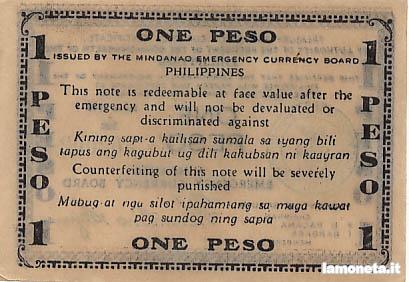 1 ONE PESO 1
ISSUED BY THE MINDANAO EMERGENCY CURRENCY BOARD
PHILIPPINES
This note is redeemable at face value after the
emergency and will not be devaluated or
discriminated against
Kining sapi-a kailisan sumala sa iyang bili
tapus ang kagubut ug dili kakubsan ni kaayran
Counterfeiting of this note will be severely
punished
Mabug-at ngu silot ipahamtang sa muga kawat
pag sundog ning sapia
1 ONE PESO 1
PESO
PESO
lamoneta.it